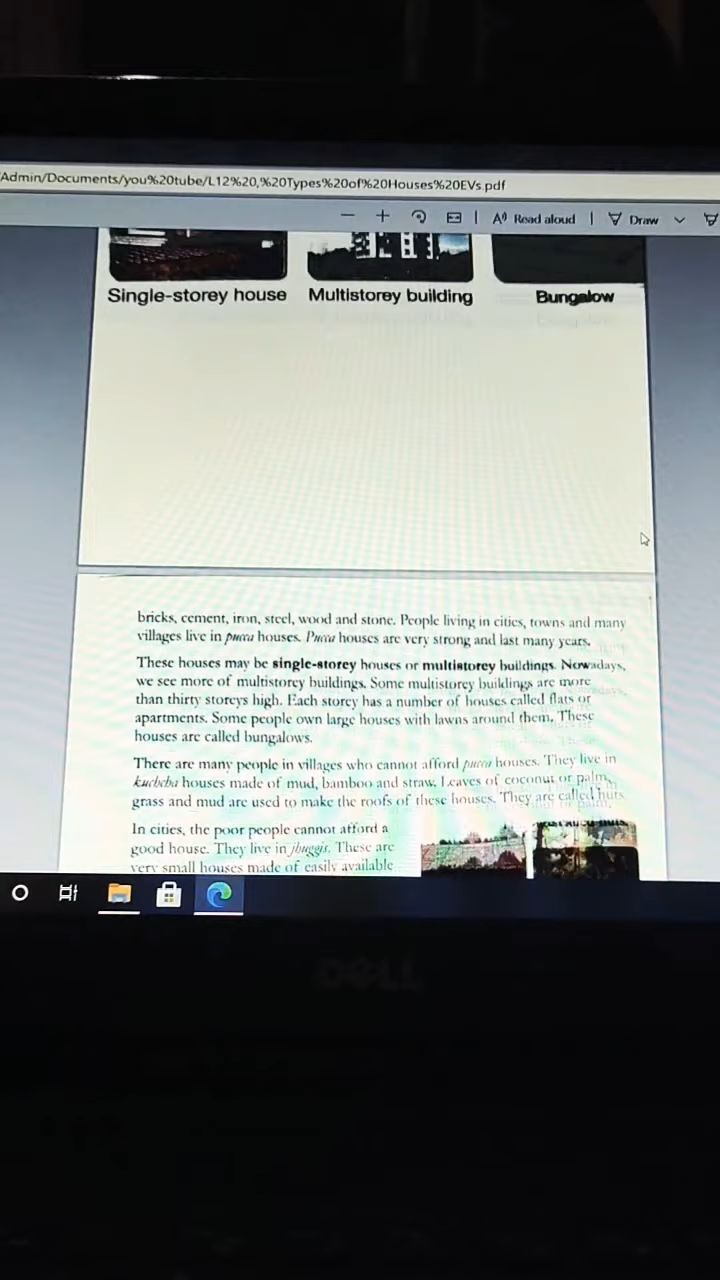 Admin/Documents/you%20tube/L12%20,%20Types%20of%20Houses%20EVs.pdf
Read aloud
Draw
Single-storey house
Multistorey building
Bungalow
bricks, cement, iron, steel, wood and stone. People living in cities, towns and many
villages live in pucca houses. Pucca houses are very strong and last many years.
These houses may be single-storey houses or multistorey buildings. Nowadays,
we see more of multistorey buildings. Some multistorey buildings are more
than thirty storeys high. Each storey has a number of houses called flats or
apartments. Some people own large houses with lawns around them. These
houses are called bungalows.
There are many people in villages who cannot afford pucca houses. They live in
kuchcha houses made of mud, bamboo and straw. Leaves of coconut or palm,
grass and mud are used to make the roofs of these houses. They are called huts
In cities, the poor people cannot afford a
good house. They live in jhuggis. These are
very small houses made of easily available
DELL